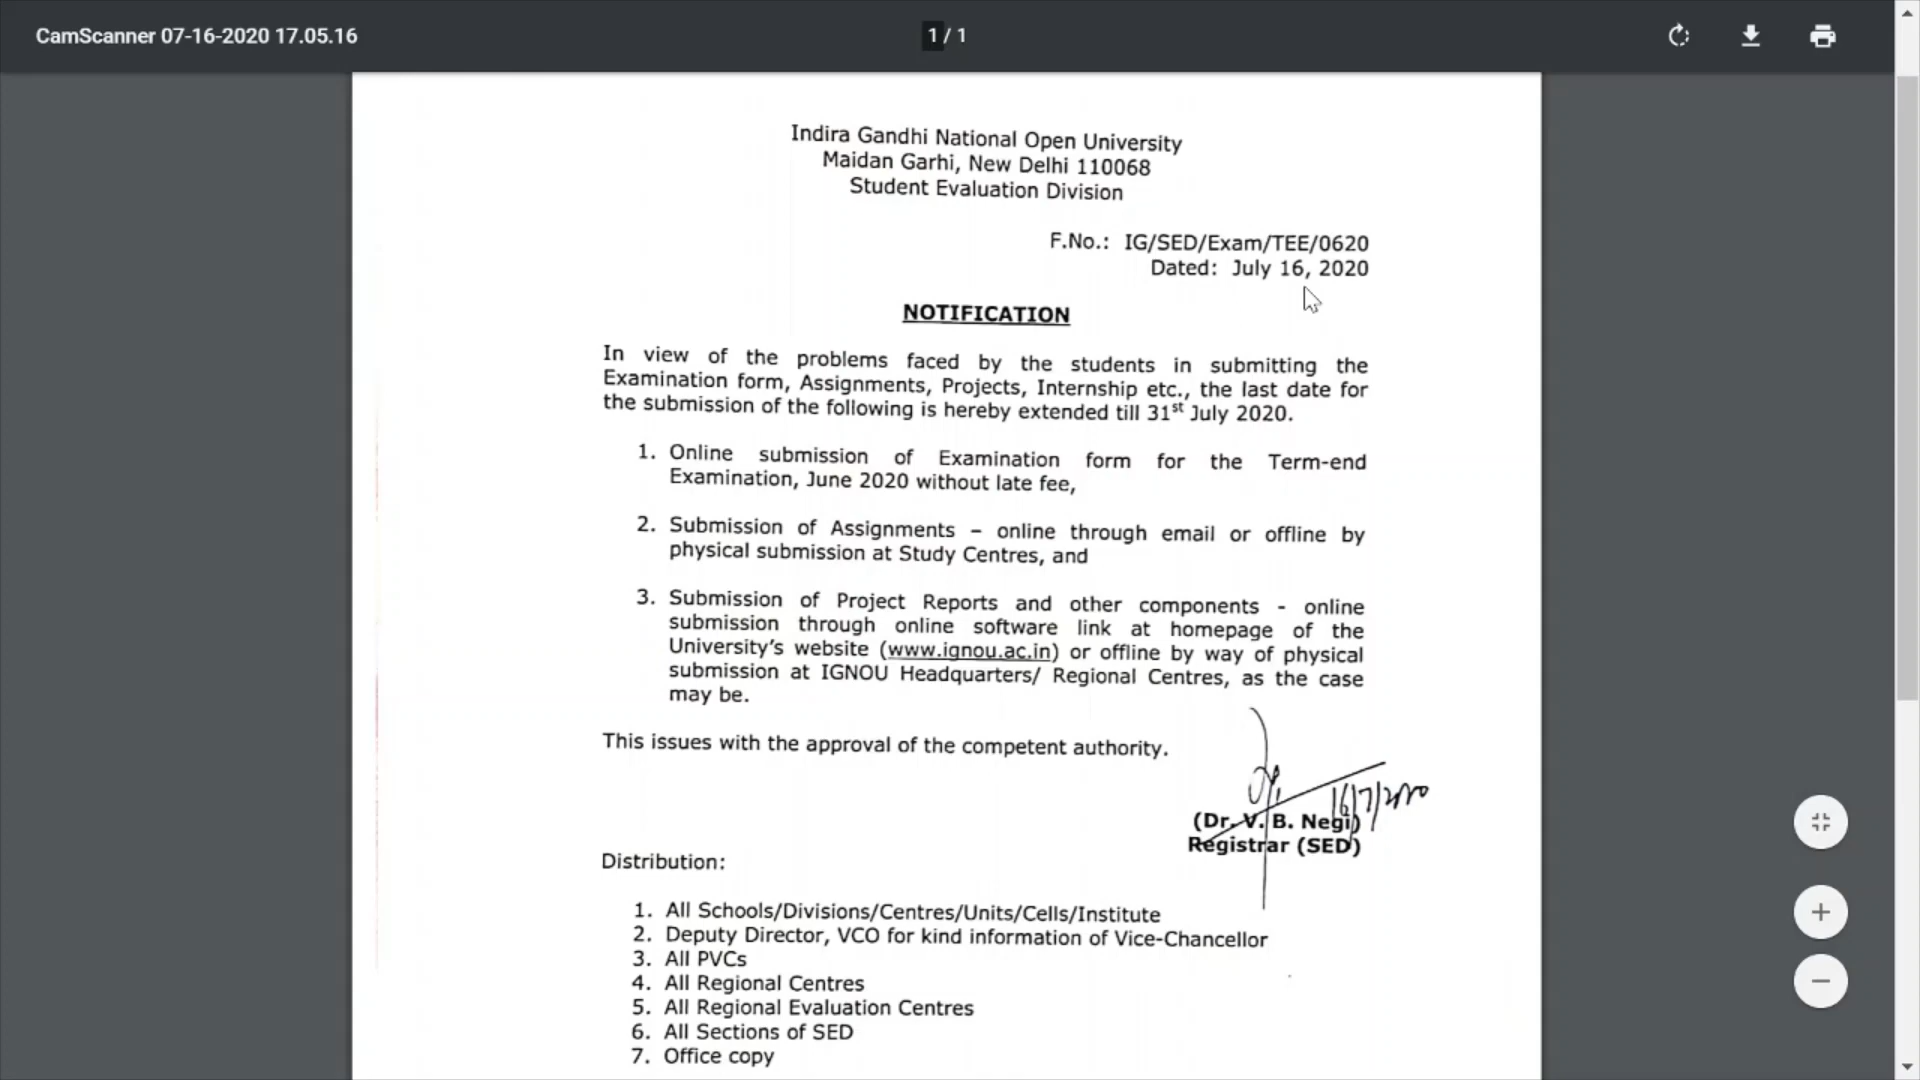 CamScanner 07-16-2020 17.05.16
1 / 1
Indira Gandhi National Open University
Maidan Garhi, New Delhi 110068
Student Evaluation Division
F.No.: IG/SED/Exam/TEE/0620
Dated: July 16, 2020
NOTIFICATION
In view of the problems faced by the students in submitting the
Examination form, Assignments, Projects, Internship etc., the last date for
the submission of the following is hereby extended till 31st July 2020.
1. Online submission of Examination form for the Term-end
Examination, June 2020 without late fee,
2. Submission of Assignments – online through email or offline by
physical submission at Study Centres, and
3. Submission of Project Reports and other components - online
submission through online software link at homepage of the
University's website (www.ignou.ac.in) or offline by way of physical
submission at IGNOU Headquarters/ Regional Centres, as the case
may be.
This issues with the approval of the competent authority.
16/7/2020
(Dr. V. B. Negi)
Registrar (SED)
Distribution:
1. All Schools/Divisions/Centres/Units/Cells/Institute
2. Deputy Director, VCO for kind information of Vice-Chancellor
3. All PVCs
4. All Regional Centres
5. All Regional Evaluation Centres
6. All Sections of SED
7. Office copy